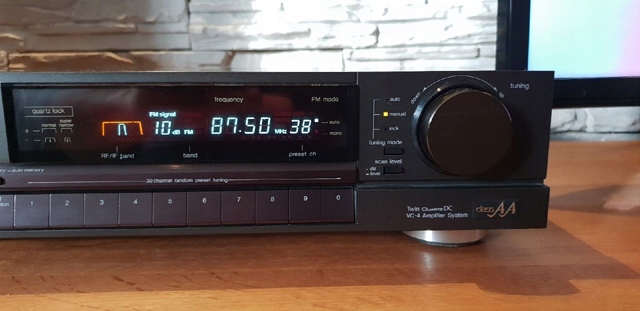 quartz lock
frequency
FM mode
FM signal
normal
super narrow
10 dB FM
87.50 MHz
38
auto
mono
RF/IF band
band
preset ch
auto memory
39 channel random preset tuning
1 2 3 4 5 6 7 8 9 0
down
up
tuning
auto
manual
lock
tuning mode
scan level
dB
level
Twin Quartz DC
VC-4 Amplifier System
class AA